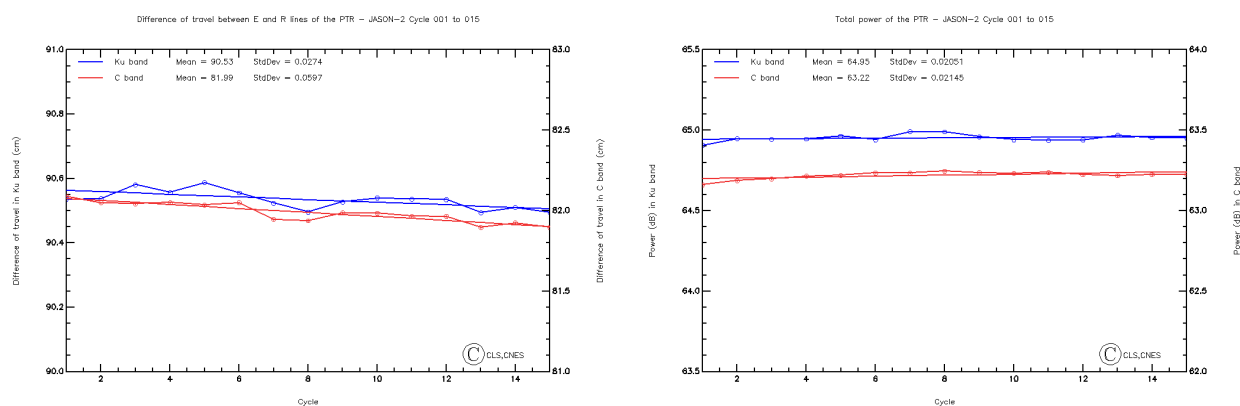 Difference of travel between E and R lines of the PTR – JASON–2 Cycle 001 to 015
91.0
90.8
90.6
90.4
90.2
90.0
Difference of travel in Ku band (cm)
Ku band Mean = 90.53 StdDev = 0.0274
C band Mean = 81.99 StdDev = 0.0597
83.0
82.5
82.0
81.5
81.0
Difference of travel in C band (cm)
C CLS,CNES
2 4 6 8 10 12 14
Cycle
Total power of the PTR – JASON–2 Cycle 001 to 015
65.5
65.0
64.5
64.0
63.5
Power (dB) in Ku band
Ku band Mean = 64.95 StdDev = 0.02051
C band Mean = 63.22 StdDev = 0.02145
64.0
63.5
63.0
62.5
62.0
Power (dB) in C band
C CLS,CNES
2 4 6 8 10 12 14
Cycle